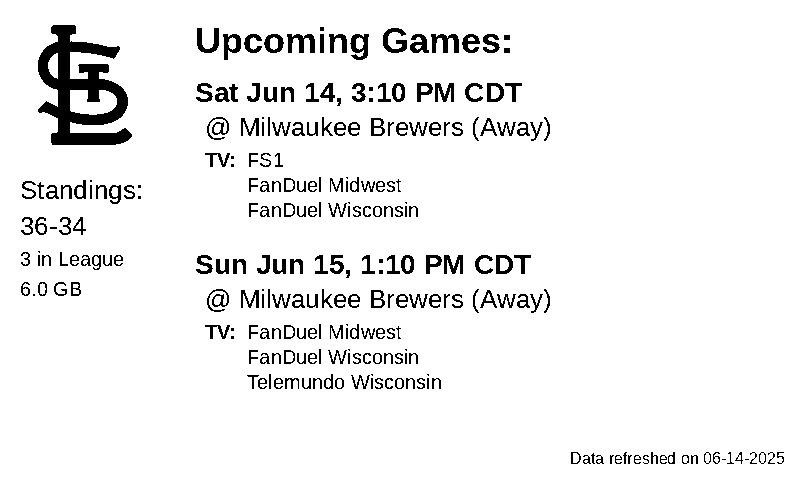 STL
Standings:
36-34
3 in League
6.0 GB
Upcoming Games:
Sat Jun 14, 3:10 PM CDT
@ Milwaukee Brewers (Away)
TV: FS1
FanDuel Midwest
FanDuel Wisconsin
Sun Jun 15, 1:10 PM CDT
@ Milwaukee Brewers (Away)
TV: FanDuel Midwest
FanDuel Wisconsin
Telemundo Wisconsin
Data refreshed on 06-14-2025